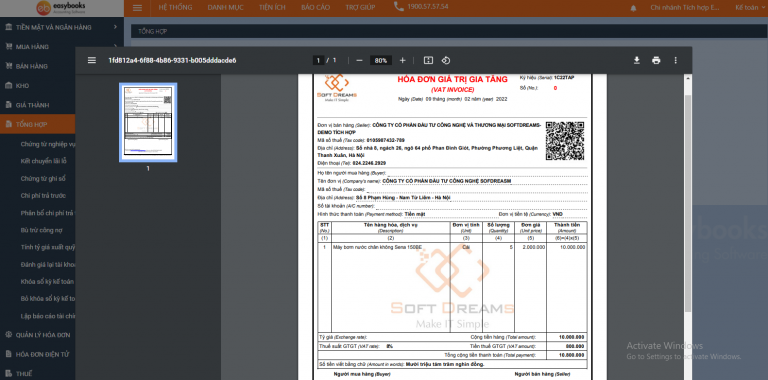 easybooks
HỆ THỐNG DANH MỤC TIỆN ÍCH BÁO CÁO TRỢ GIÚP 1900.57.57.54 Chi nhánh Tích hợp E... Kế toán
TIỀN MẶT VÀ NGÂN HÀNG
MUA HÀNG
BÁN HÀNG
KHO
GIÁ THÀNH
TỔNG HỢP
Chứng từ nghiệp vụ
Kết chuyển lãi lỗ
Chứng từ ghi sổ
Chi phí trả trước
Phân bổ chi phí trả
Bù trừ công nợ
Tính tỷ giá xuất quỹ
Đánh giá lại tài kho
Khóa sổ kỳ kế to
Bỏ khóa sổ kỳ kế to
Lập báo cáo tài chí
QUẢN LÝ HÓA ĐƠN
HÓA ĐƠN ĐIỆN TỬ
THUẾ
TỔNG HỢP
1fd812a4-6f88-4b86-9331-b005dddacde6 1 / 1 80%
1
SOFT DREAMS
Make IT Simple
HÓA ĐƠN GIÁ TRỊ GIA TĂNG
(VAT INVOICE)
Ngày (Date) 09 tháng (month) 02 năm (year) 2022
Ký hiệu (Serial): 1C22TAP
Số (No.): 0
Đơn vị bán hàng (Seller): CÔNG TY CỔ PHẦN ĐẦU TƯ CÔNG NGHỆ VÀ THƯƠNG MẠI SOFTDREAMS-
DEMO TÍCH HỢP
Mã số thuế (Tax code): 0105987432-789
Địa chỉ (Address): Số nhà 8, ngách 26, ngõ 64 phố Phan Đình Giót, Phường Phương Liệt, Quận
Thanh Xuân, Hà Nội
Điện thoại (Tel): 024.2246.2929
Họ tên người mua hàng (Buyer):
Tên đơn vị (Company's name): CÔNG TY CỔ PHẦN ĐẦU TƯ CÔNG NGHỆ SOFDREASM
Mã số thuế (Tax code):
Địa chỉ (Address): Số 8 Phạm Hùng - Nam Từ Liêm - Hà Nội
Số tài khoản (A/C number):
Hình thức thanh toán (Payment method): Tiền mặt Đơn vị tiền tệ (Currency): VND
STT Tên hàng hóa, dịch vụ Đơn vị tính Số lượng Đơn giá Thành tiền
(No.) (Description) (Unit) (Quantity) (Unit price) (Amount)
(1) (2) (3) (4) (5) (6)=(4)x(5)
1 Máy bơm nước chân không Sena 150BE Cái 5 2.000.000 10.000.000
SOFT DREAMS
Make IT Simple
Tỷ giá (Exchange rate): Cộng tiền hàng (Total amount): 10.000.000
Thuế suất GTGT (VAT rate): 8% Tiền thuế GTGT (VAT amount): 800.000
Tổng cộng tiền thanh toán (Total payment): 10.800.000
Số tiền viết bằng chữ (Amount in words): Mười triệu tám trăm nghìn đồng.
Người mua hàng (Buyer) Người bán hàng (Seller)
Activate Windows
Go to Settings to activate Windows.